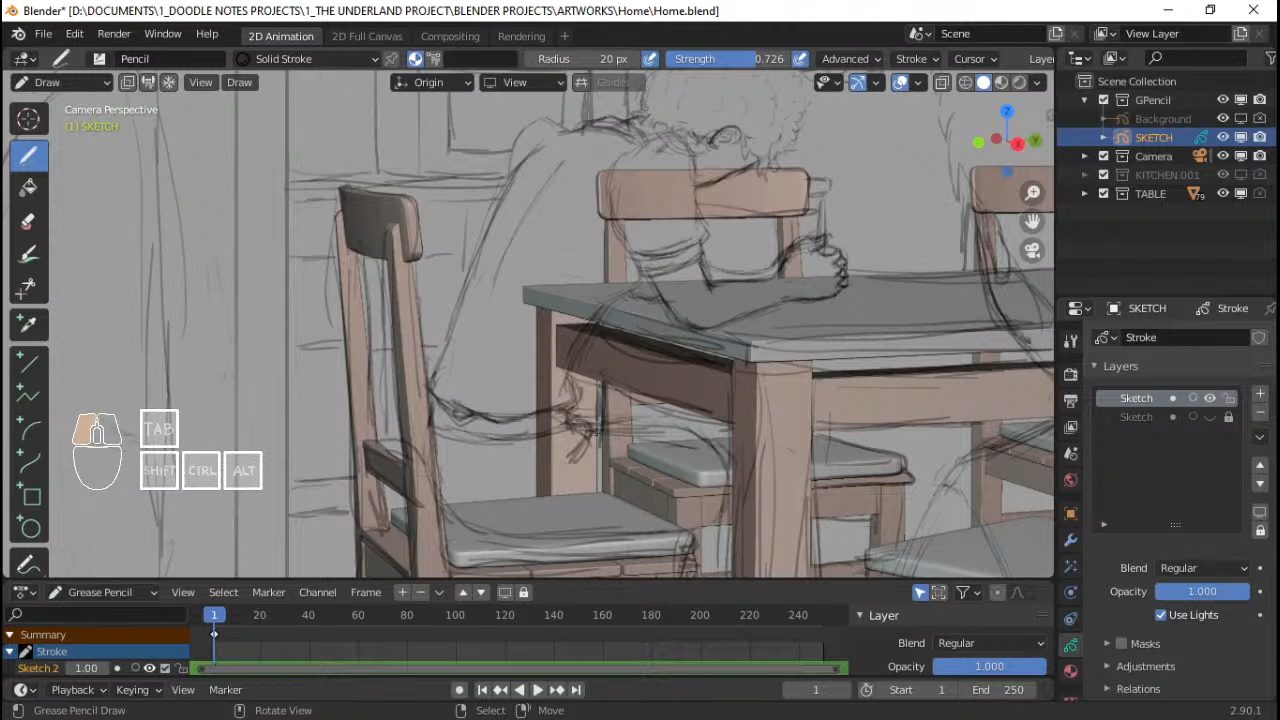 Blender* [D:\DOCUMENTS\1_DOODLE NOTES PROJECTS\1_THE UNDERLAND PROJECT\BLENDER PROJECTS\ARTWORKS\Home\Home.blend]
File Edit Render Window Help 2D Animation 2D Full Canvas Compositing Rendering Scene View Layer
Pencil Solid Stroke Radius 20 px Strength 0.726 Advanced Stroke Cursor Laye
Draw View Draw Origin View Guides
Scene Collection
Camera Perspective
(1) SKETCH
GPencil
Background
SKETCH
Camera
KITCHEN.001
TABLE 79
SKETCH Stroke
Stroke
Layers
Sketch
Sketch
TAB
SHIFT CTRL ALT
Blend Regular
Opacity 1.000
Use Lights
Masks
Adjustments
Relations
Grease Pencil View Select Marker Channel Frame
1 20 40 60 80 100 120 140 160 180 200 220 240 Layer
Summary
Stroke
Sketch 2 1.00
Blend Regular
Opacity 1.000
Playback Keying View Marker 1 Start 1 End 250
Grease Pencil Draw Rotate View Select Move 2.90.1